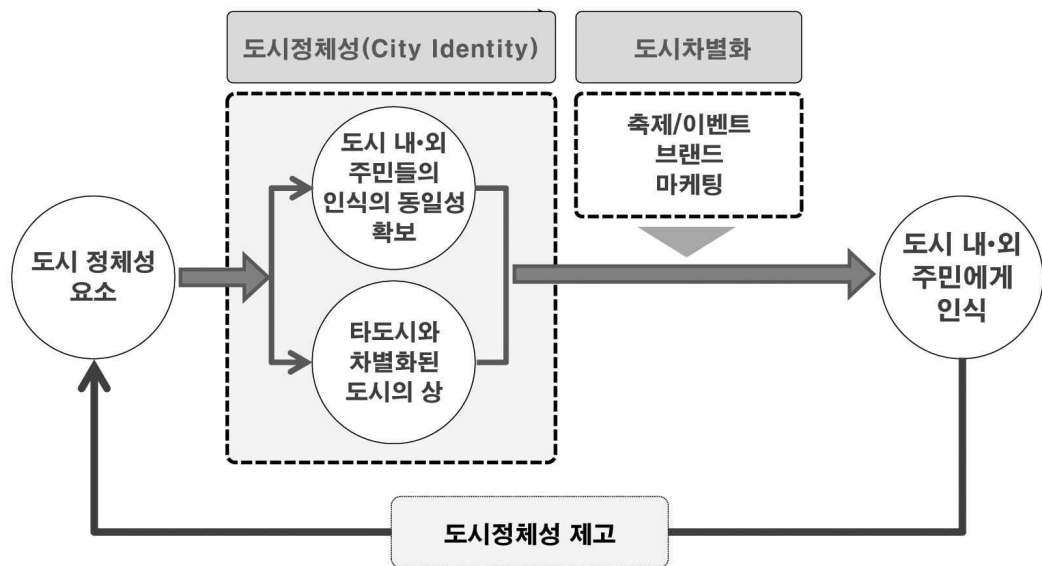 도시정체성(City Identity)
도시차별화
도시 정체성
요소
도시 내·외
주민들의
인식의 동일성
확보
타도시와
차별화된
도시의 상
축제/이벤트
브랜드
마케팅
도시 내·외
주민에게
인식
도시정체성 제고